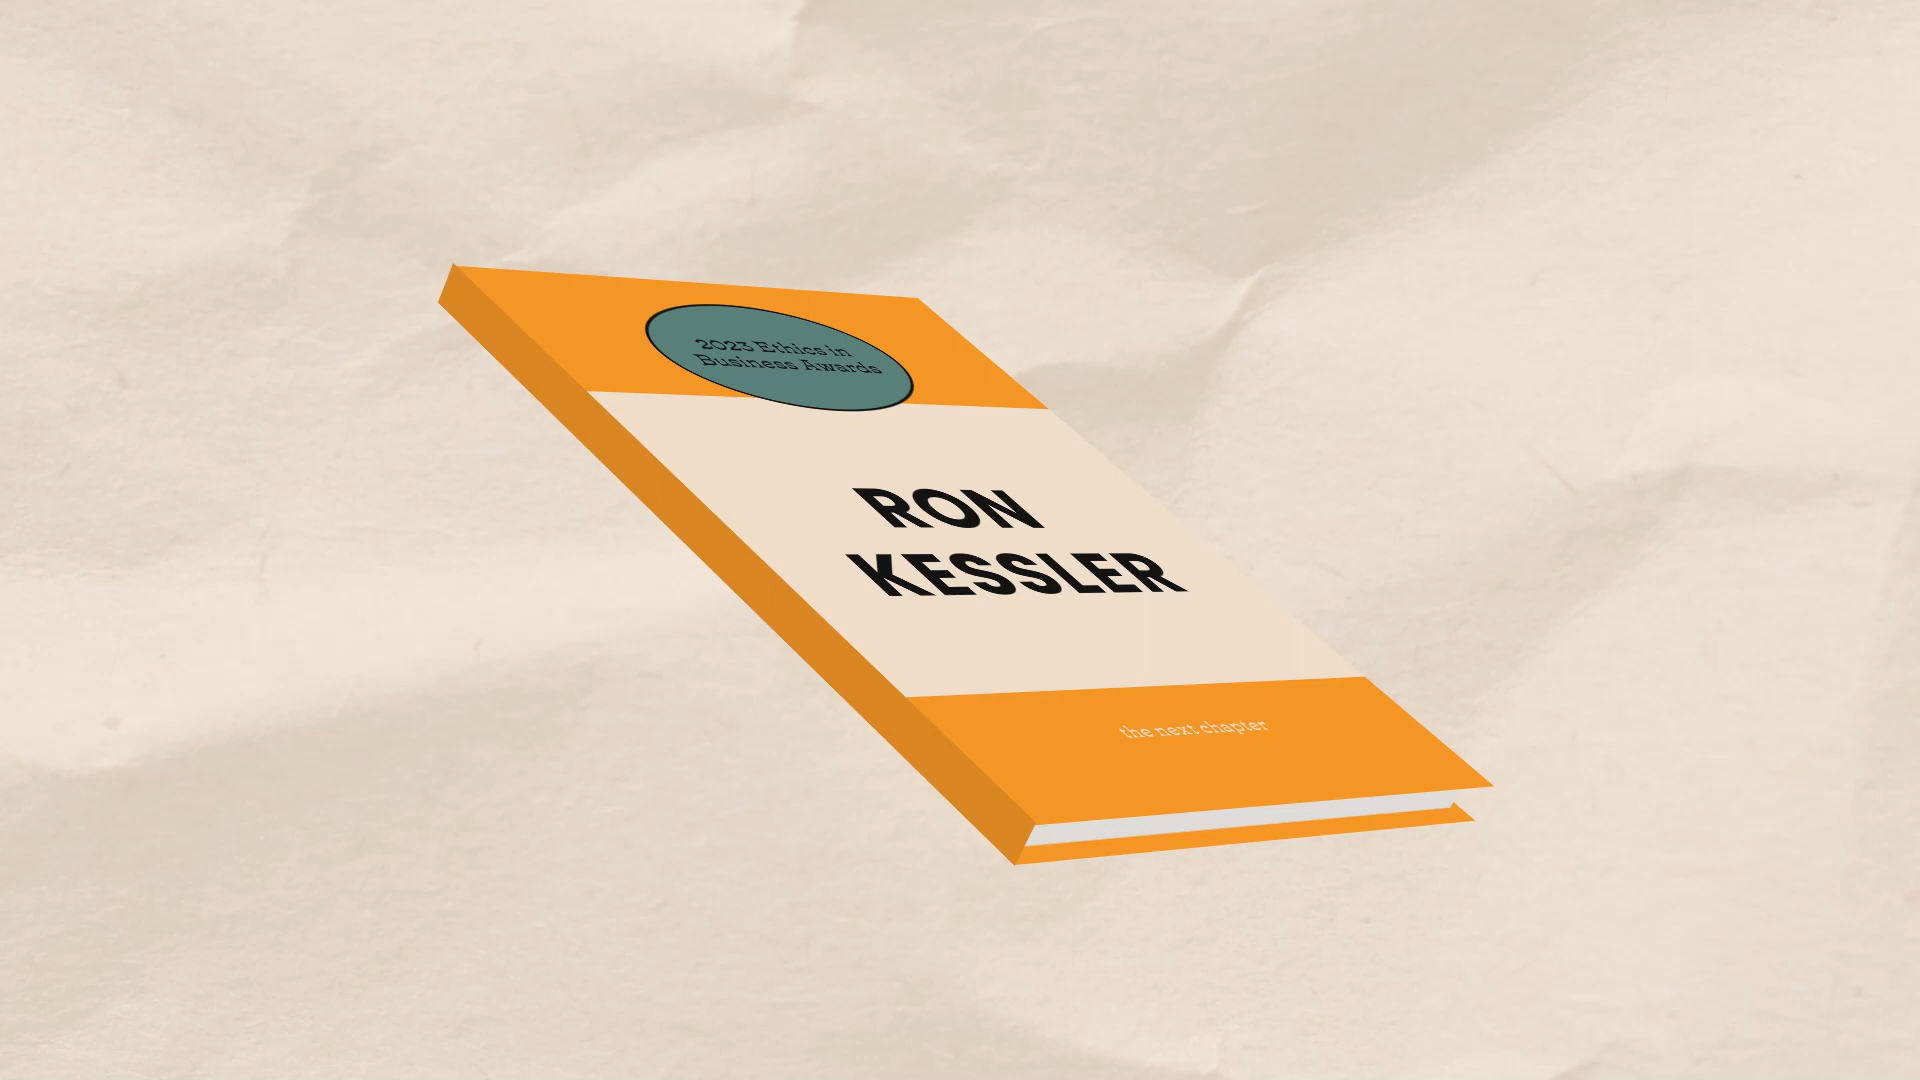 2023 Ethics in
Business Awards
RON
KESSLER
the next chapter